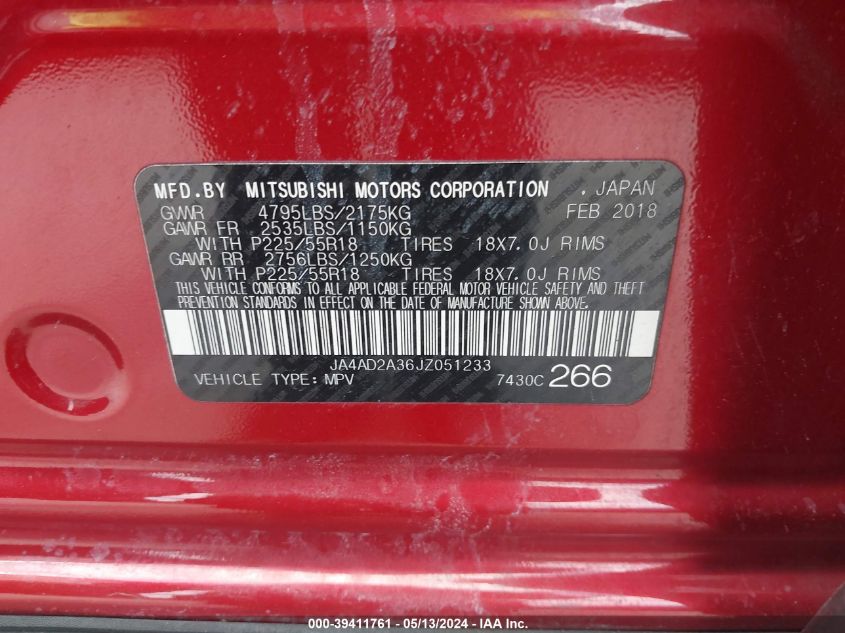 MFD.BY MITSUBISHI MOTORS CORPORATION . JAPAN
GVWR 4795LBS/2175KG FEB 2018
GAWR FR 2535LBS/1150KG
WITH P225/55R18 TIRES 18X7.0J RIMS
GAWR RR 2756LBS/1250KG
WITH P225/55R18 TIRES 18X7.0J RIMS
THIS VEHICLE CONFORMS TO ALL APPLICABLE FEDERAL MOTOR VEHICLE SAFETY AND THEFT
PREVENTION STANDARDS IN EFFECT ON THE DATE OF MANUFACTURE SHOWN ABOVE.
JA4AD2A36JZ051233
VEHICLE TYPE:MPV 7430C 266
000-39411761 - 05/13/2024 - IAA Inc.